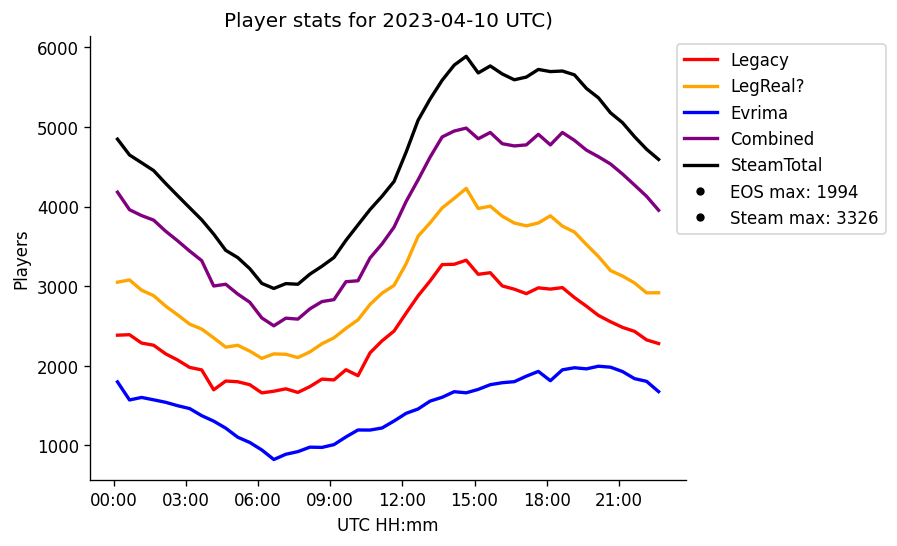 Player stats for 2023-04-10 UTC)
6000
5000
4000
3000
2000
1000
Players
00:00 03:00 06:00 09:00 12:00 15:00 18:00 21:00
UTC HH:mm
Legacy
LegReal?
Evrima
Combined
SteamTotal
EOS max: 1994
Steam max: 3326